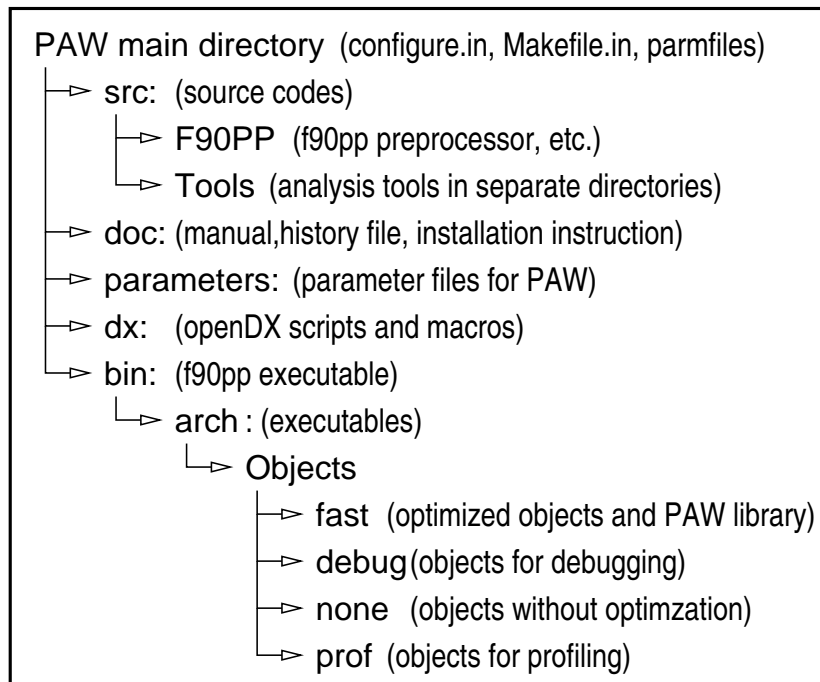 PAW main directory (configure.in, Makefile.in, parmfiles)
src: (source codes)
F90PP (f90pp preprocessor, etc.)
Tools (analysis tools in separate directories)
doc: (manual,history file, installation instruction)
parameters: (parameter files for PAW)
dx: (openDX scripts and macros)
bin: (f90pp executable)
arch : (executables)
Objects
fast (optimized objects and PAW library)
debug (objects for debugging)
none (objects without optimzation)
prof (objects for profiling)